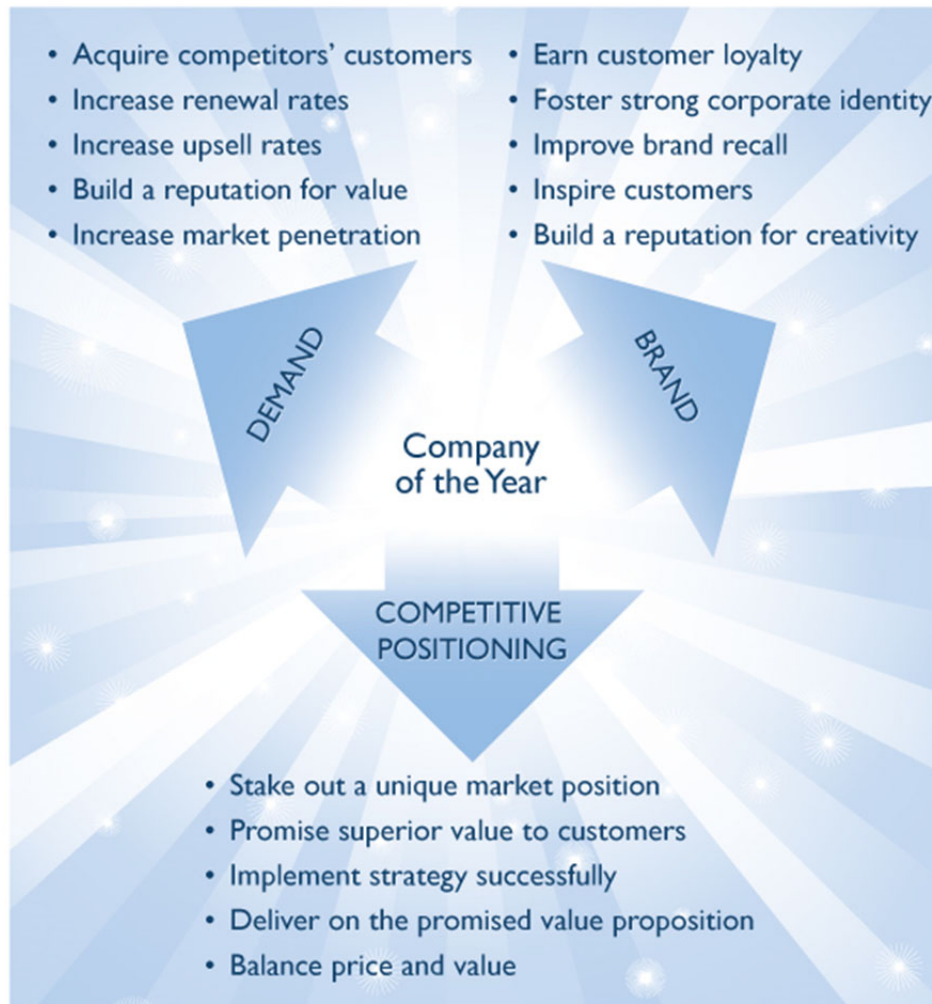 • Acquire competitors’ customers
• Increase renewal rates
• Increase upsell rates
• Build a reputation for value
• Increase market penetration
• Earn customer loyalty
• Foster strong corporate identity
• Improve brand recall
• Inspire customers
• Build a reputation for creativity
DEMAND
BRAND
Company
of the Year
COMPETITIVE
POSITIONING
• Stake out a unique market position
• Promise superior value to customers
• Implement strategy successfully
• Deliver on the promised value proposition
• Balance price and value